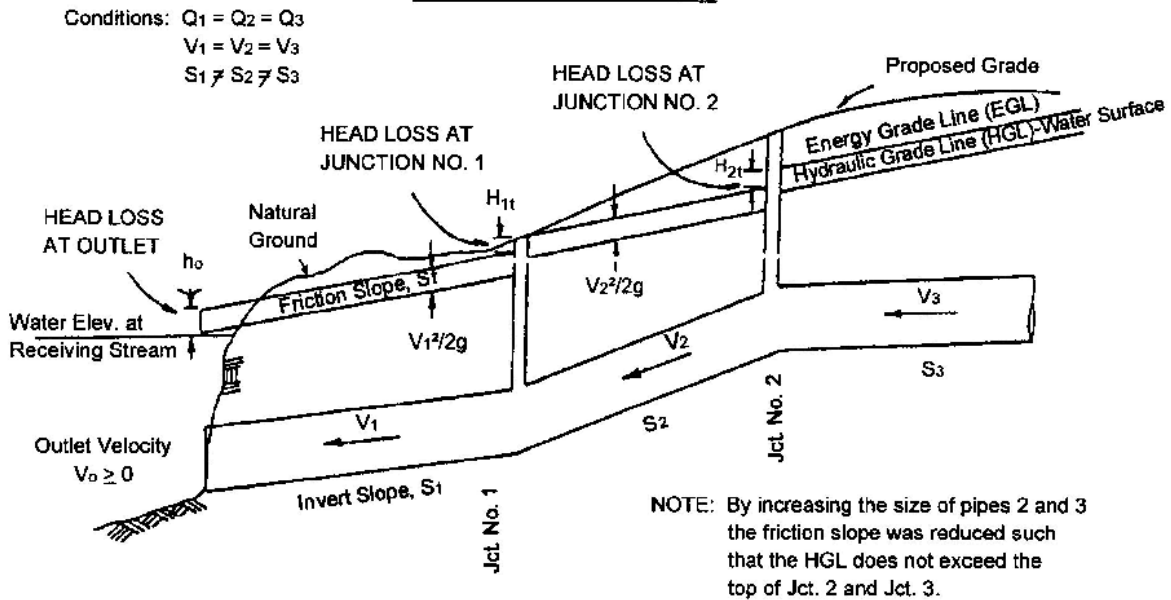 Conditions: Q1 = Q2 = Q3
V1 = V2 = V3
S1 ≠ S2 ≠ S3
HEAD LOSS AT
JUNCTION NO. 2
Proposed Grade
HEAD LOSS AT
JUNCTION NO. 1
Energy Grade Line (EGL)
Hydraulic Grade Line (HGL)-Water Surface
H2t
H1t
HEAD LOSS
AT OUTLET
Natural
Ground
ho
Friction Slope, Sf
V2²/2g
V1²/2g
Water Elev. at
Receiving Stream
V3
V2
S3
S2
V1
Outlet Velocity
Vo ≥ 0
Invert Slope, S1
Jct. No. 1
Jct. No. 2
NOTE: By increasing the size of pipes 2 and 3
the friction slope was reduced such
that the HGL does not exceed the
top of Jct. 2 and Jct. 3.